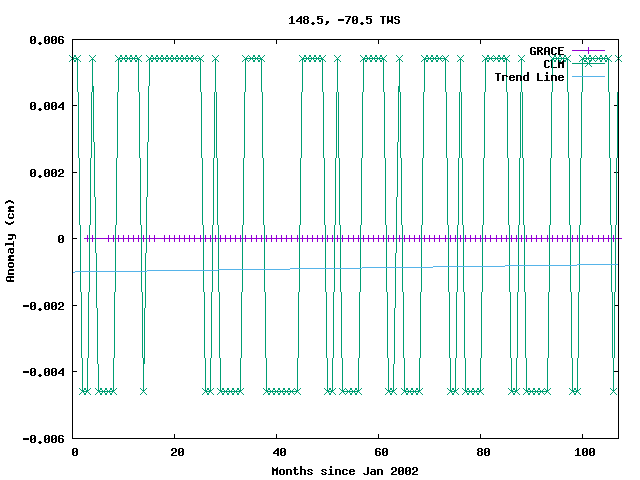 148.5, -70.5 TWS
0.006
0.004
0.002
0
-0.002
-0.004
-0.006
Anomaly (cm)
GRACE
CLM
Trend Line
0 20 40 60 80 100
Months since Jan 2002